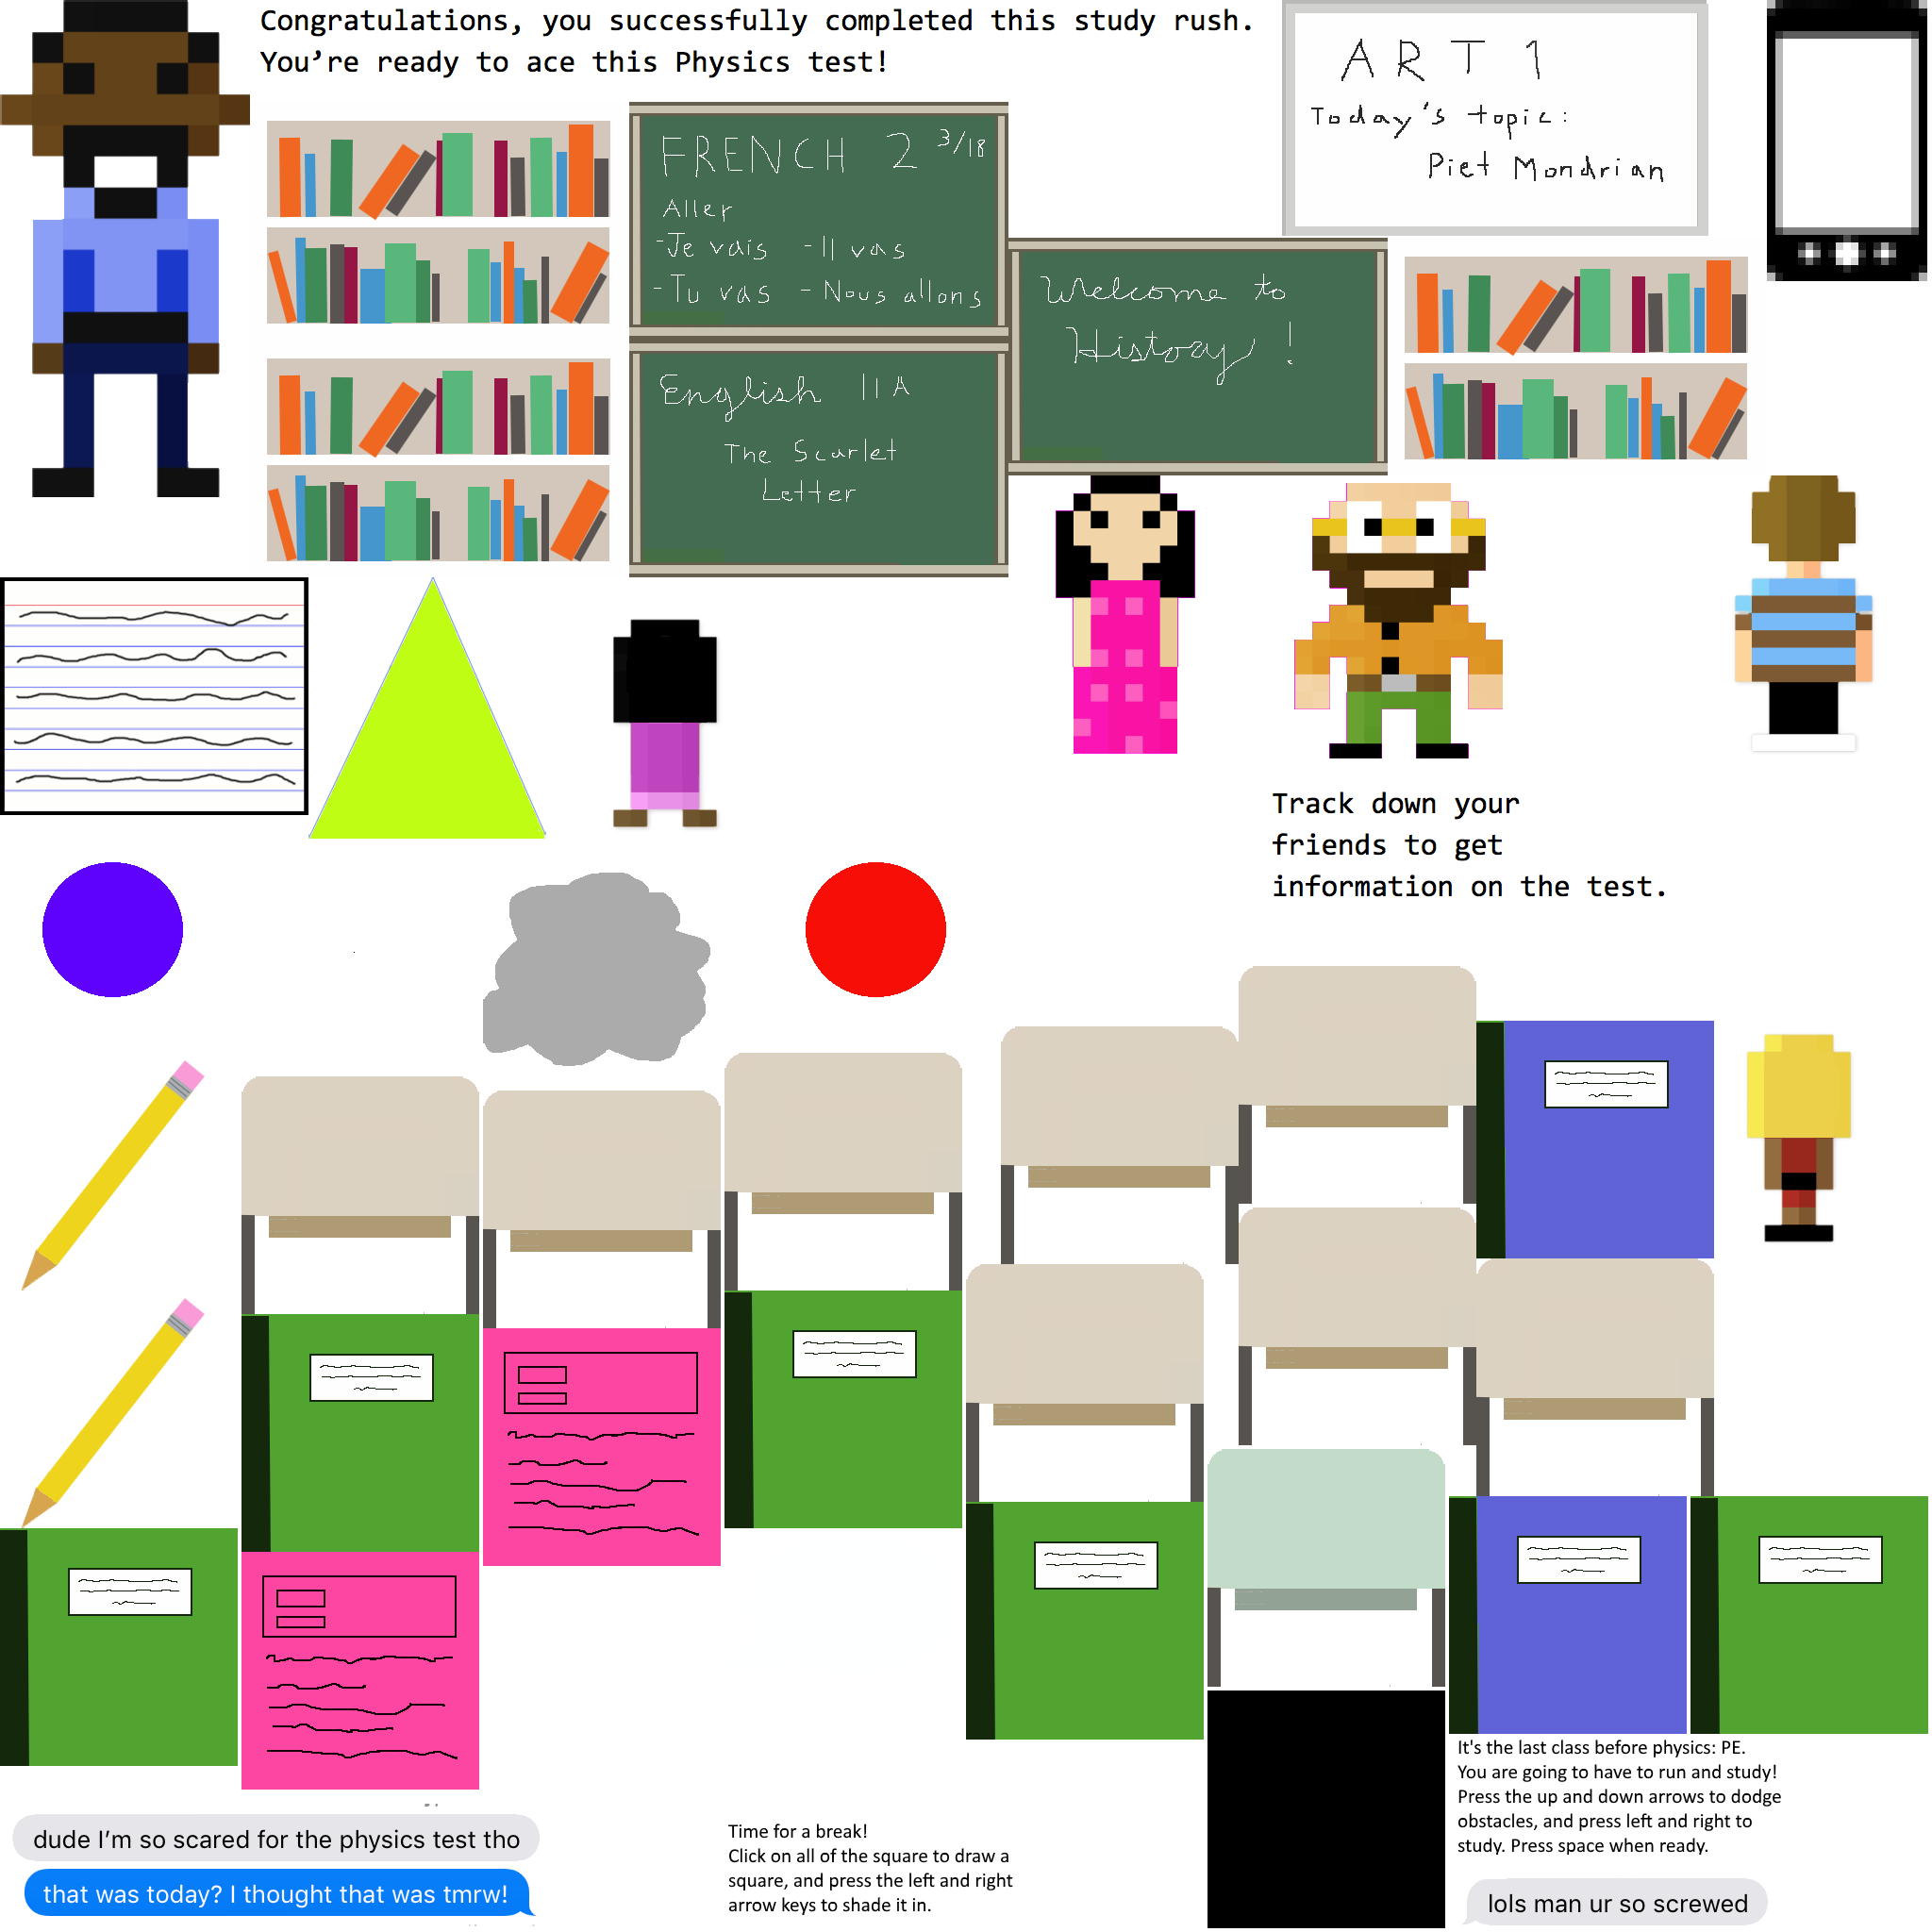 Congratulations, you successfully completed this study rush.
You’re ready to ace this Physics test!
ART 1
Today's topic:
Piet Mondrian
FRENCH 2 3/18
Aller
-Je vais -Il vas
-Tu vas -Nous allons
Welcome to
History!
English 11A
The Scarlet
Letter
Track down your
friends to get
information on the test.
It's the last class before physics: PE.
You are going to have to run and study!
Press the up and down arrows to dodge
obstacles, and press left and right to
study. Press space when ready.
dude I’m so scared for the physics test tho
that was today? I thought that was tmrw!
Time for a break!
Click on all of the square to draw a
square, and press the left and right
arrow keys to shade it in.
lols man ur so screwed